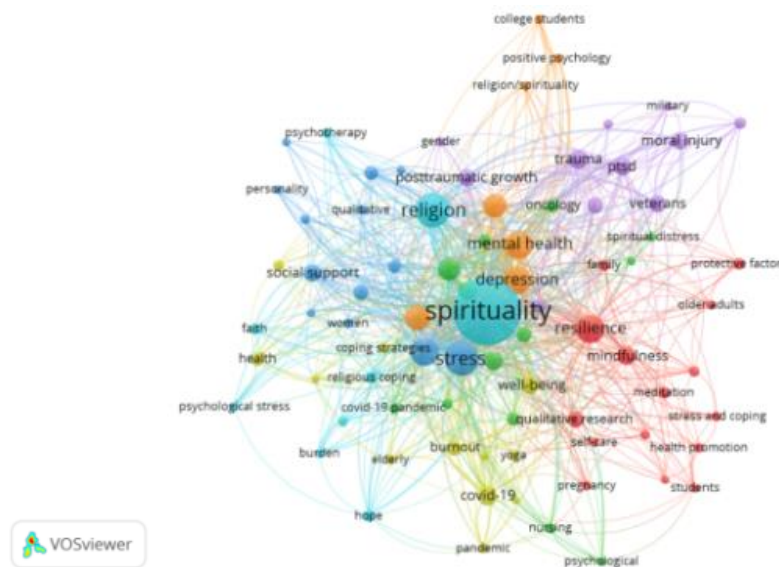 college students
positive psychology
religion/spirituality
military
psychotherapy
gender
moral injury
trauma
ptsd
posttraumatic growth
personality
qualitative
religion
oncology
veterans
spiritual distress
mental health
social support
family
protective factor
depression
spirituality
older adults
faith
women
resilience
health
coping strategies
stress
mindfulness
religious coping
well-being
meditation
psychological stress
covid-19 pandemic
qualitative research
stress and coping
burden
elderly
burnout
yoga
self-care
health promotion
covid-19
pregnancy
students
hope
nursing
pandemic
psychological
VOSviewer